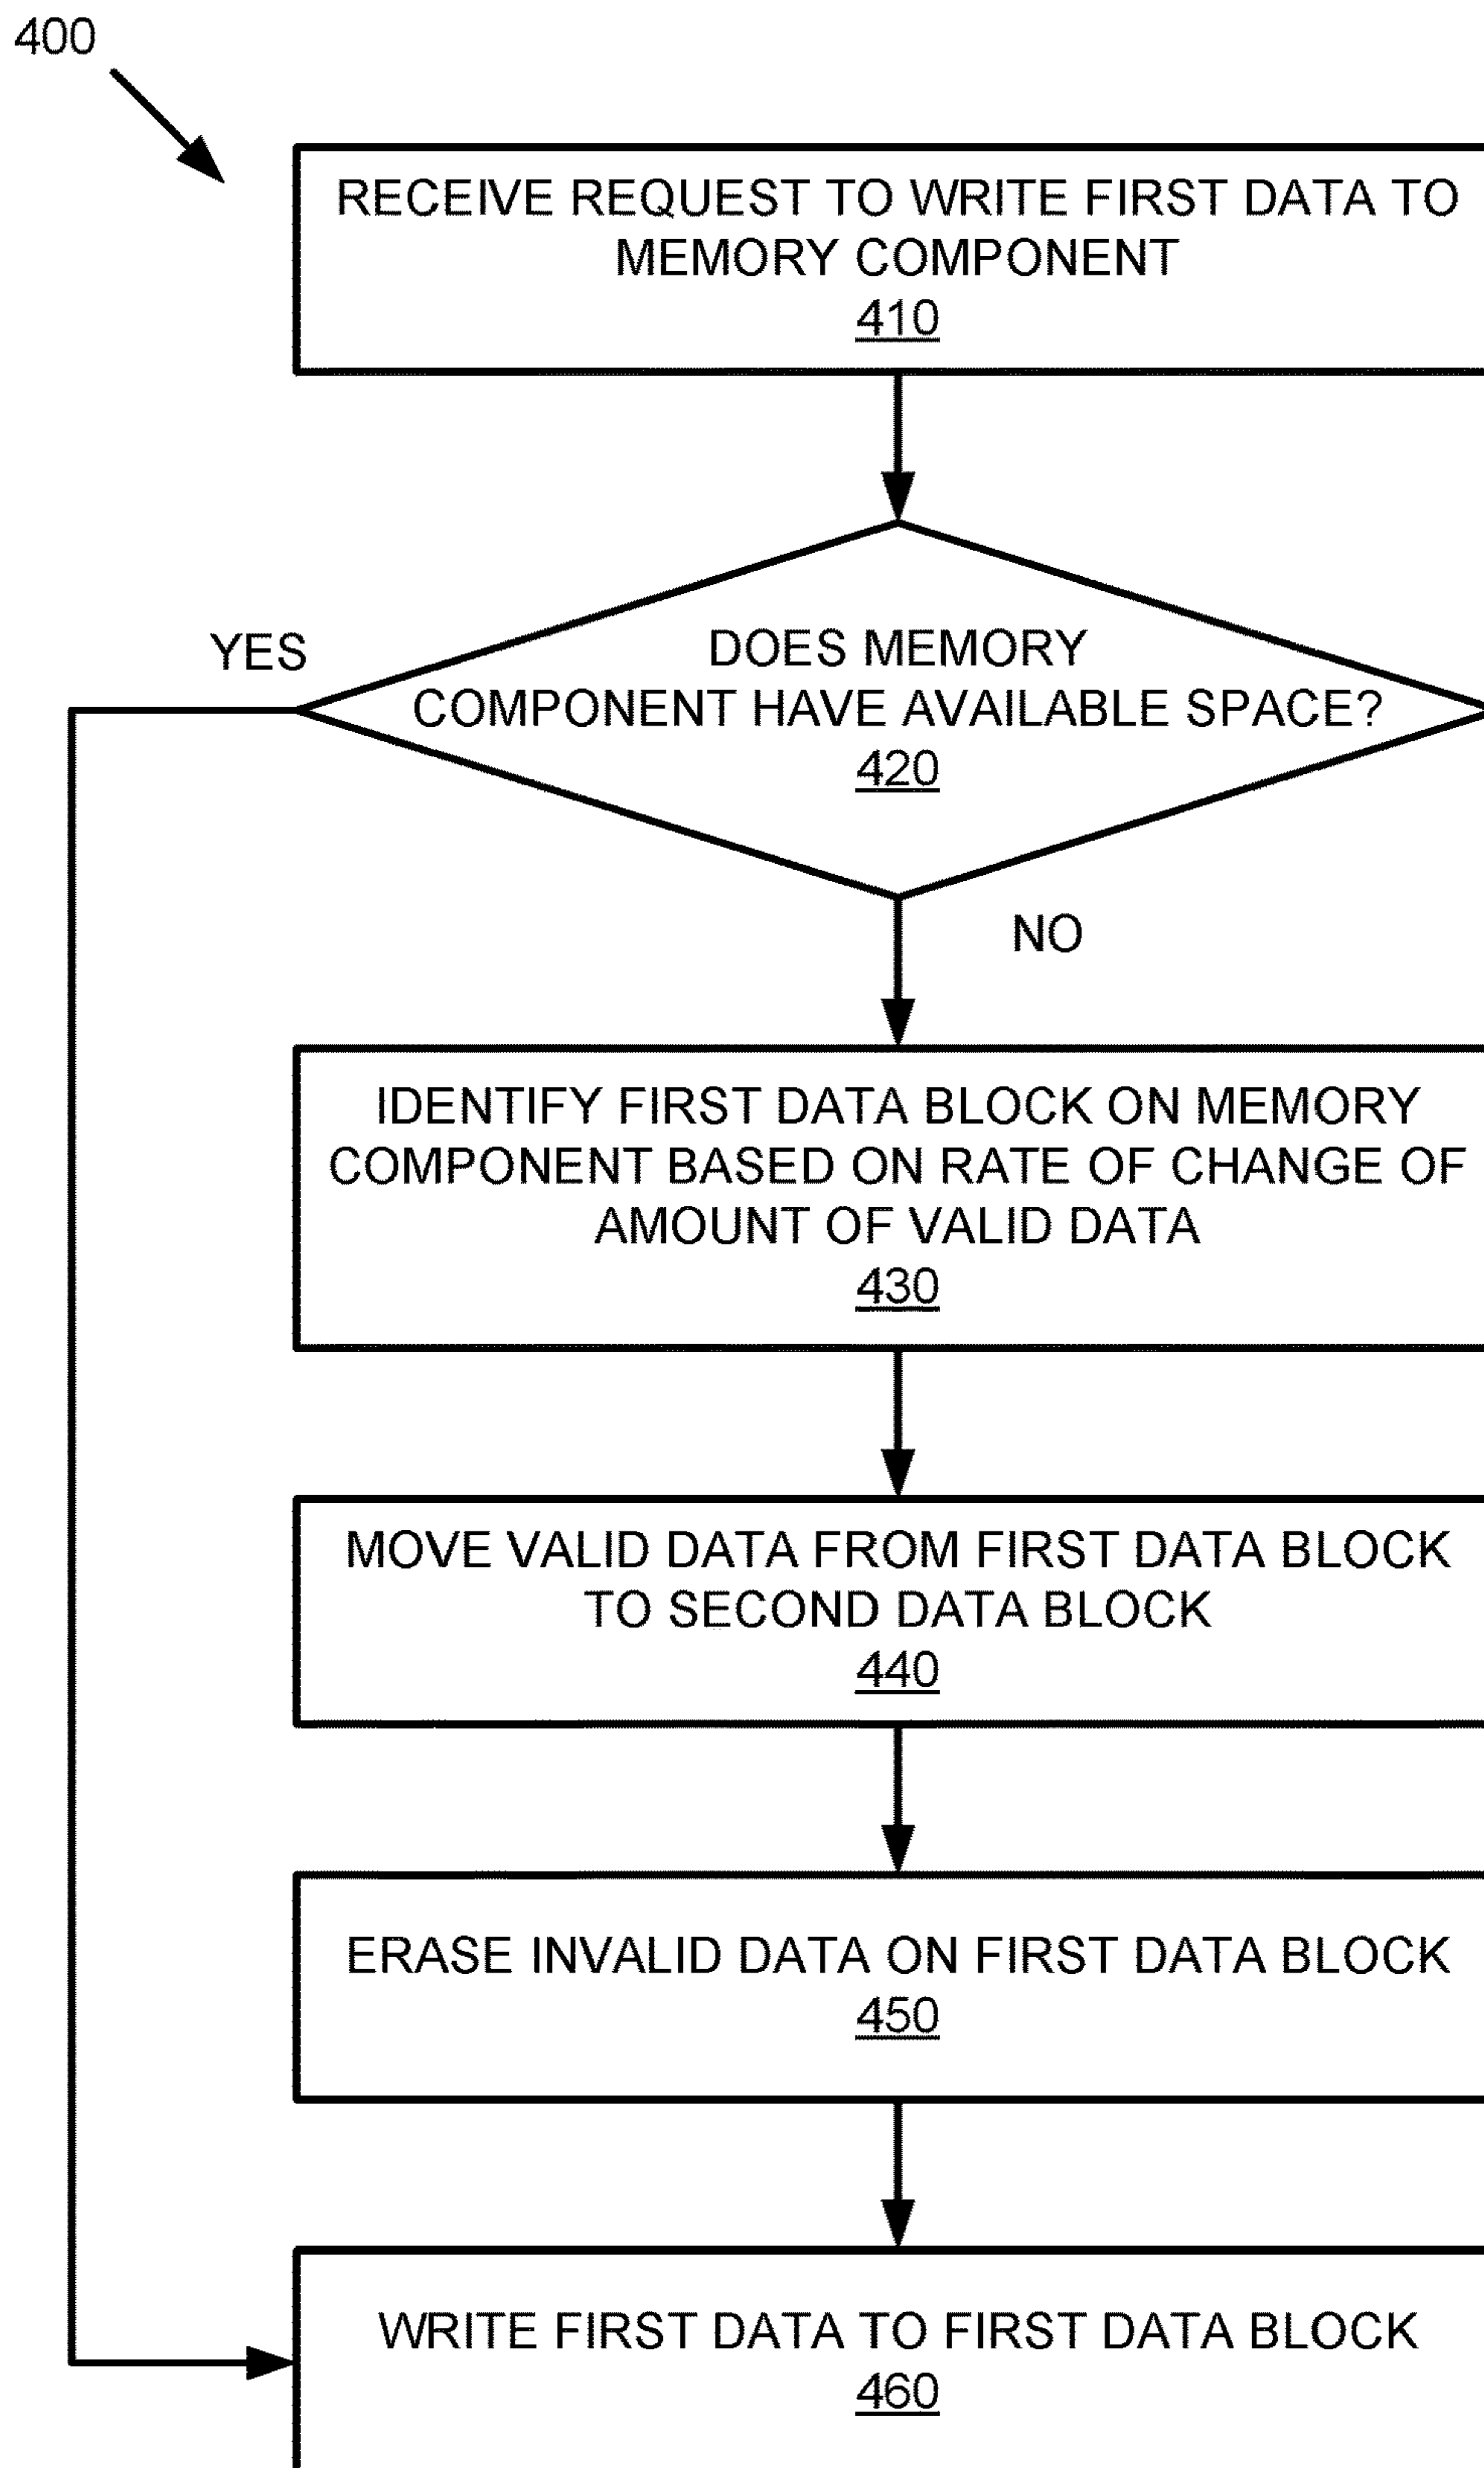 400
RECEIVE REQUEST TO WRITE FIRST DATA TO
MEMORY COMPONENT
410
DOES MEMORY
COMPONENT HAVE AVAILABLE SPACE?
420
YES
NO
IDENTIFY FIRST DATA BLOCK ON MEMORY
COMPONENT BASED ON RATE OF CHANGE OF
AMOUNT OF VALID DATA
430
MOVE VALID DATA FROM FIRST DATA BLOCK
TO SECOND DATA BLOCK
440
ERASE INVALID DATA ON FIRST DATA BLOCK
450
WRITE FIRST DATA TO FIRST DATA BLOCK
460